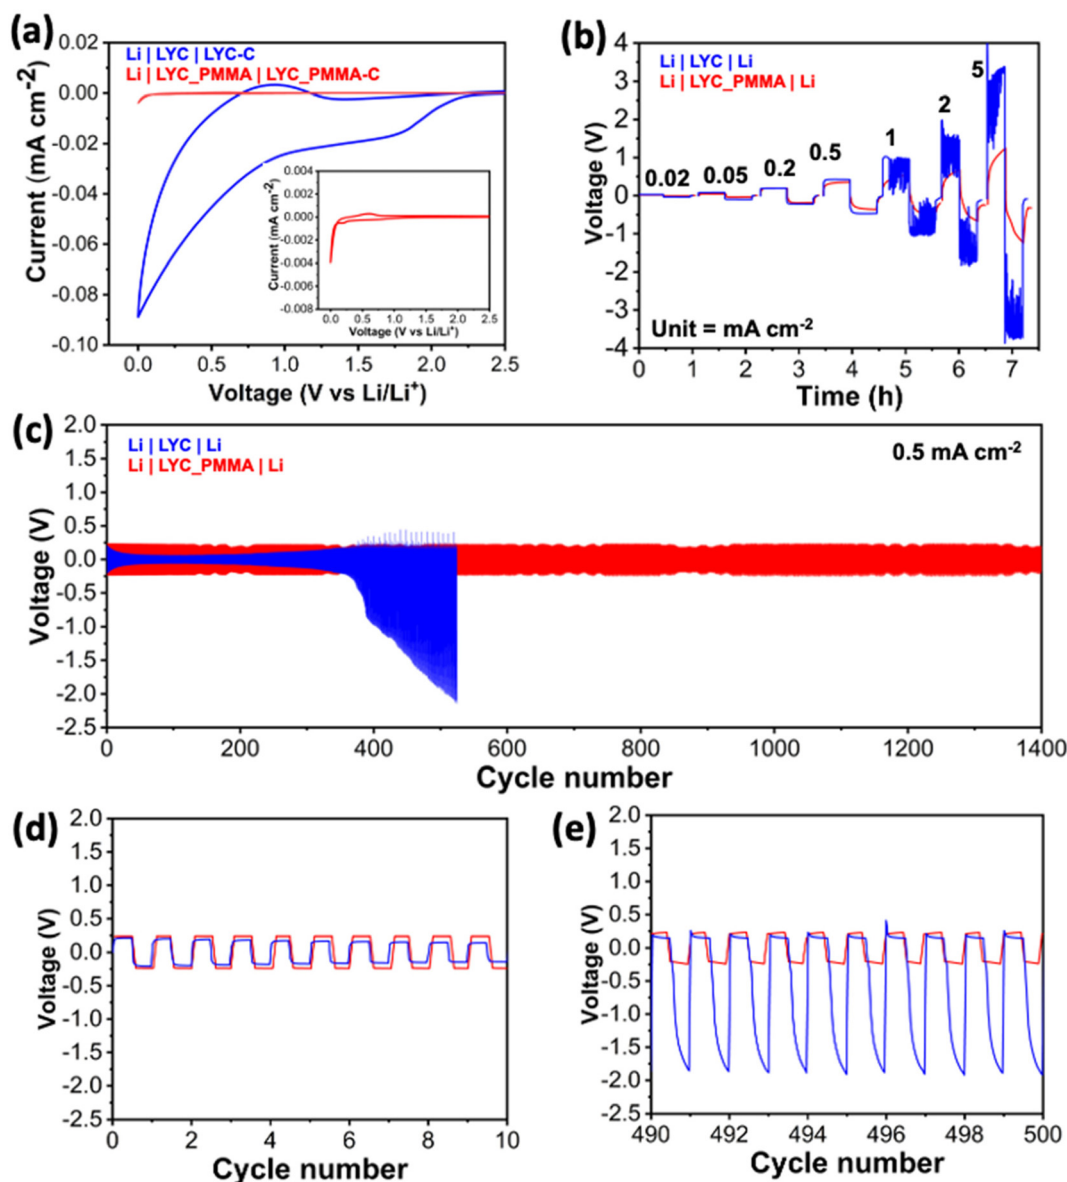 (a)
0.02
0.00
-0.02
-0.04
-0.06
-0.08
-0.10
Current (mA cm⁻²)
Li | LYC | LYC-C
Li | LYC_PMMA | LYC_PMMA-C
0.004
0.002
0.000
-0.002
-0.004
-0.006
-0.008
Current (mA cm⁻²)
0.0 0.5 1.0 1.5 2.0 2.5
Voltage (V vs Li/Li⁺)
0.0 0.5 1.0 1.5 2.0 2.5
Voltage (V vs Li/Li⁺)
(b)
4
3
2
1
0
-1
-2
-3
-4
Voltage (V)
Li | LYC | Li
Li | LYC_PMMA | Li
0.02 0.05 0.2 0.5 1 2 5
Unit = mA cm⁻²
0 1 2 3 4 5 6 7
Time (h)
(c)
2.0
1.5
1.0
0.5
0.0
-0.5
-1.0
-1.5
-2.0
-2.5
Voltage (V)
Li | LYC | Li
Li | LYC_PMMA | Li
0.5 mA cm⁻²
0 200 400 600 800 1000 1200 1400
Cycle number
(d)
2.0
1.5
1.0
0.5
0.0
-0.5
-1.0
-1.5
-2.0
-2.5
Voltage (V)
0 2 4 6 8 10
Cycle number
(e)
2.0
1.5
1.0
0.5
0.0
-0.5
-1.0
-1.5
-2.0
-2.5
Voltage (V)
490 492 494 496 498 500
Cycle number